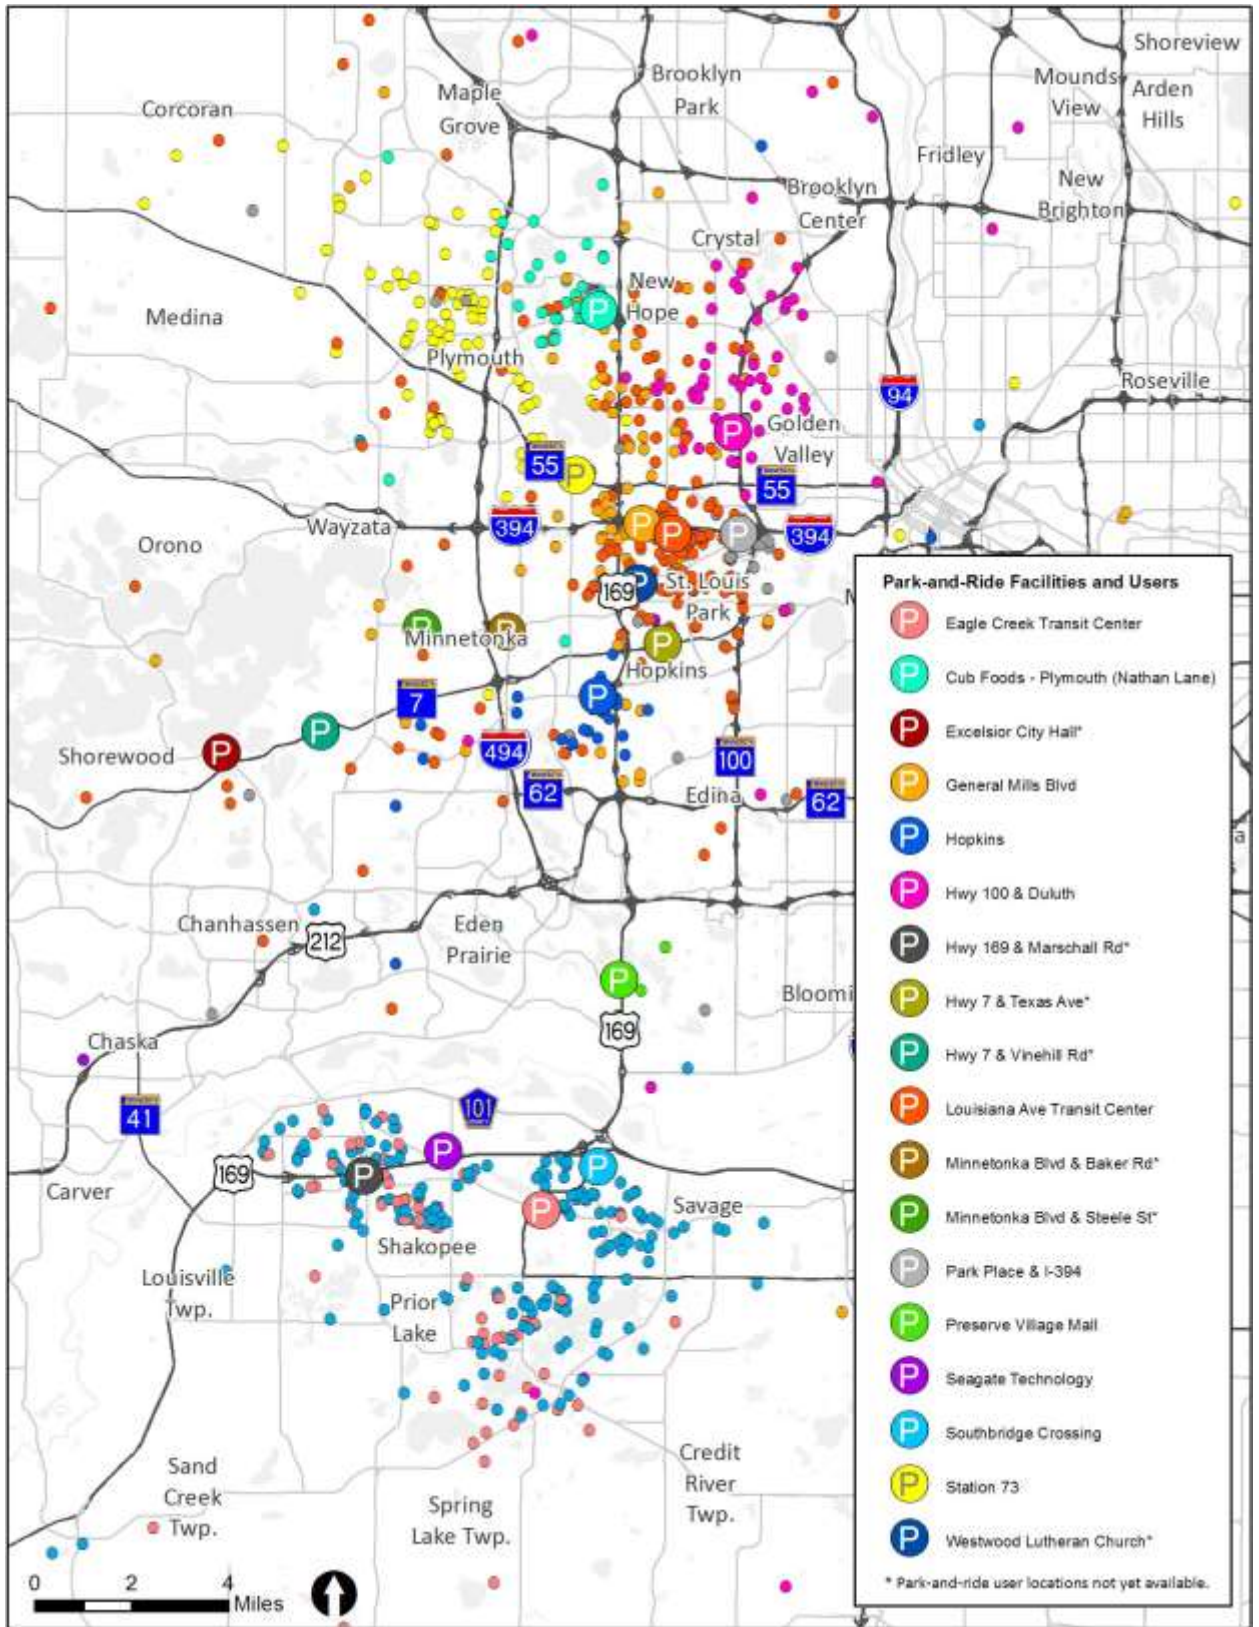 Shoreview
Brooklyn
Park
Mounds
View
Arden
Hills
Corcoran
Maple
Grove
Fridley
New
Brighton
Brooklyn
Center
Crystal
New
Hope
Medina
Plymouth
Roseville
94
Golden
Valley
55
P
55
P
P
P
P
P
Wayzata
394
394
Orono
169
P
St. Louis
Park
P
Minnetonka
P
P
Hopkins
7
P
P
Shorewood
P
494
100
62
Edina
62
Chanhassen
212
Eden
Prairie
P
Bloomi
169
Chaska
41
101
P
169
P
P
Carver
P
Savage
Shakopee
Louisville
Twp.
Prior
Lake
Sand
Creek
Twp.
Spring
Lake Twp.
Credit
River
Twp.
0 2 4
Miles
Park-and-Ride Facilities and Users
P Eagle Creek Transit Center
P Cub Foods - Plymouth (Nathan Lane)
P Excelsior City Hall*
P General Mills Blvd
P Hopkins
P Hwy 100 & Duluth
P Hwy 169 & Marschall Rd*
P Hwy 7 & Texas Ave*
P Hwy 7 & Vinehill Rd*
P Louisiana Ave Transit Center
P Minnetonka Blvd & Baker Rd*
P Minnetonka Blvd & Steele St*
P Park Place & I-394
P Preserve Village Mall
P Seagate Technology
P Southbridge Crossing
P Station 73
P Westwood Lutheran Church*
* Park-and-ride user locations not yet available.